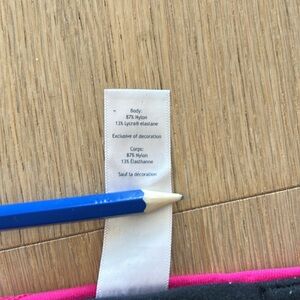 Body:
87% Nylon
13% Lycra® elastane
Exclusive of decoration
Corps:
87% Nylon
13% Élasthanne
Sauf la décoration